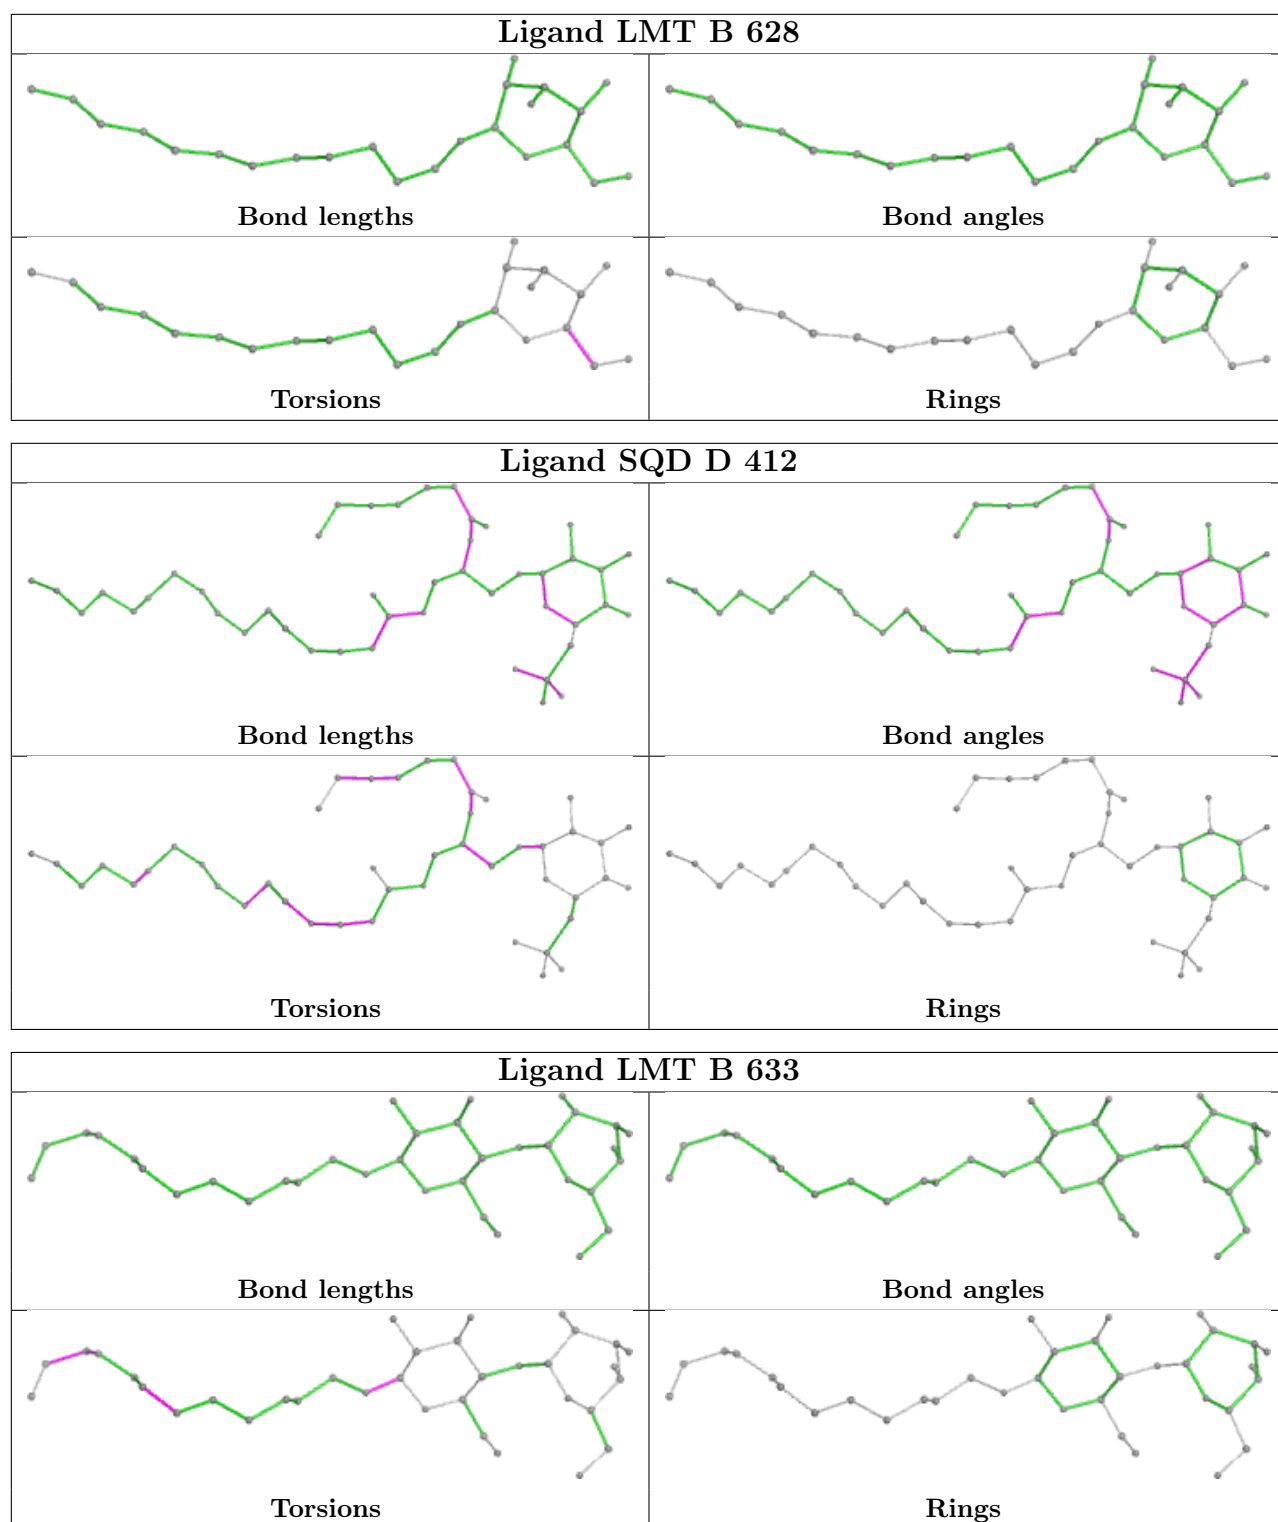 Ligand LMT B 628
Bond lengths
Bond angles
Torsions
Rings
Ligand SQD D 412
Bond lengths
Bond angles
Torsions
Rings
Ligand LMT B 633
Bond lengths
Bond angles
Torsions
Rings